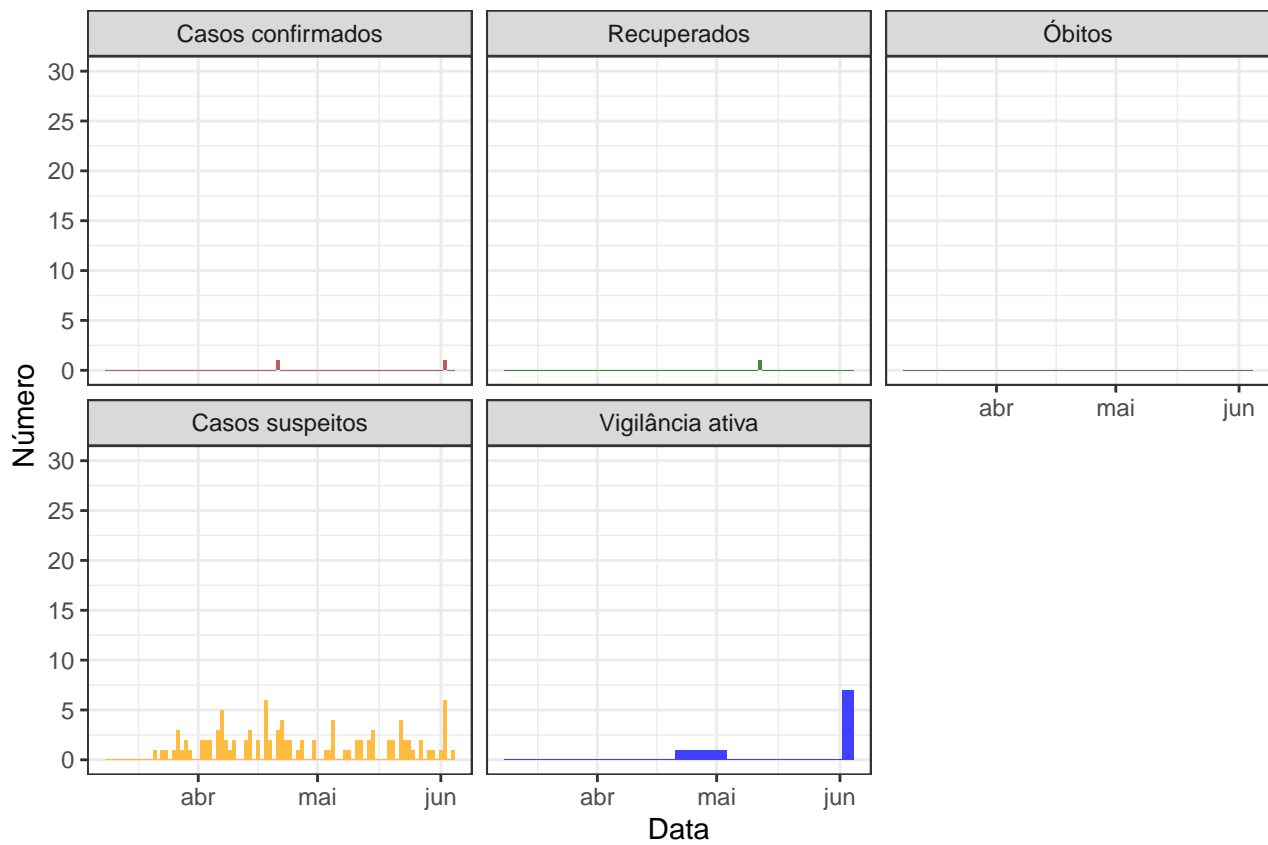 Casos confirmados
Recuperados
Óbitos
30
25
20
15
10
5
0
abr mai jun
Número
Casos suspeitos
Vigilância ativa
30
25
20
15
10
5
0
abr mai jun
abr mai jun
Data